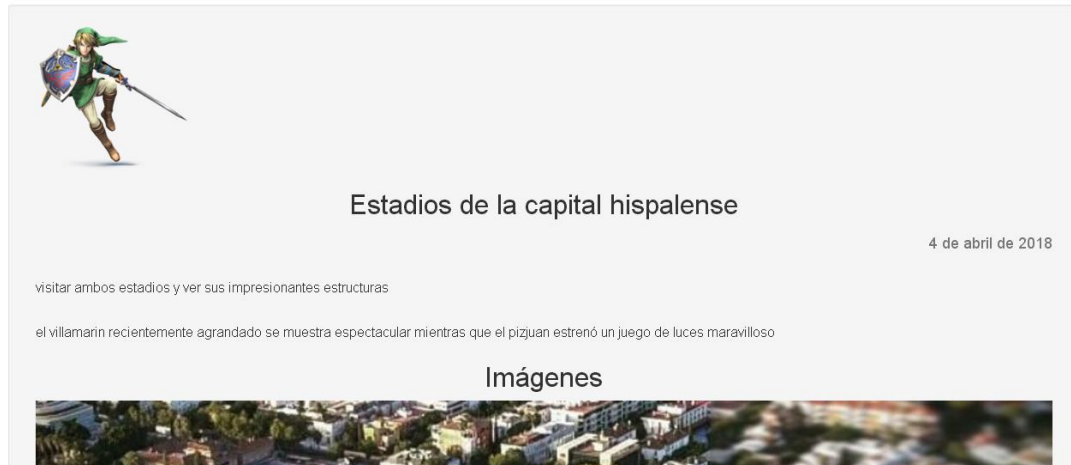 Estadios de la capital hispalense
4 de abril de 2018
visitar ambos estadios y ver sus impresionantes estructuras
el villamarin recientemente agrandado se muestra espectacular mientras que el pizjuan estrenó un juego de luces maravilloso
Imágenes